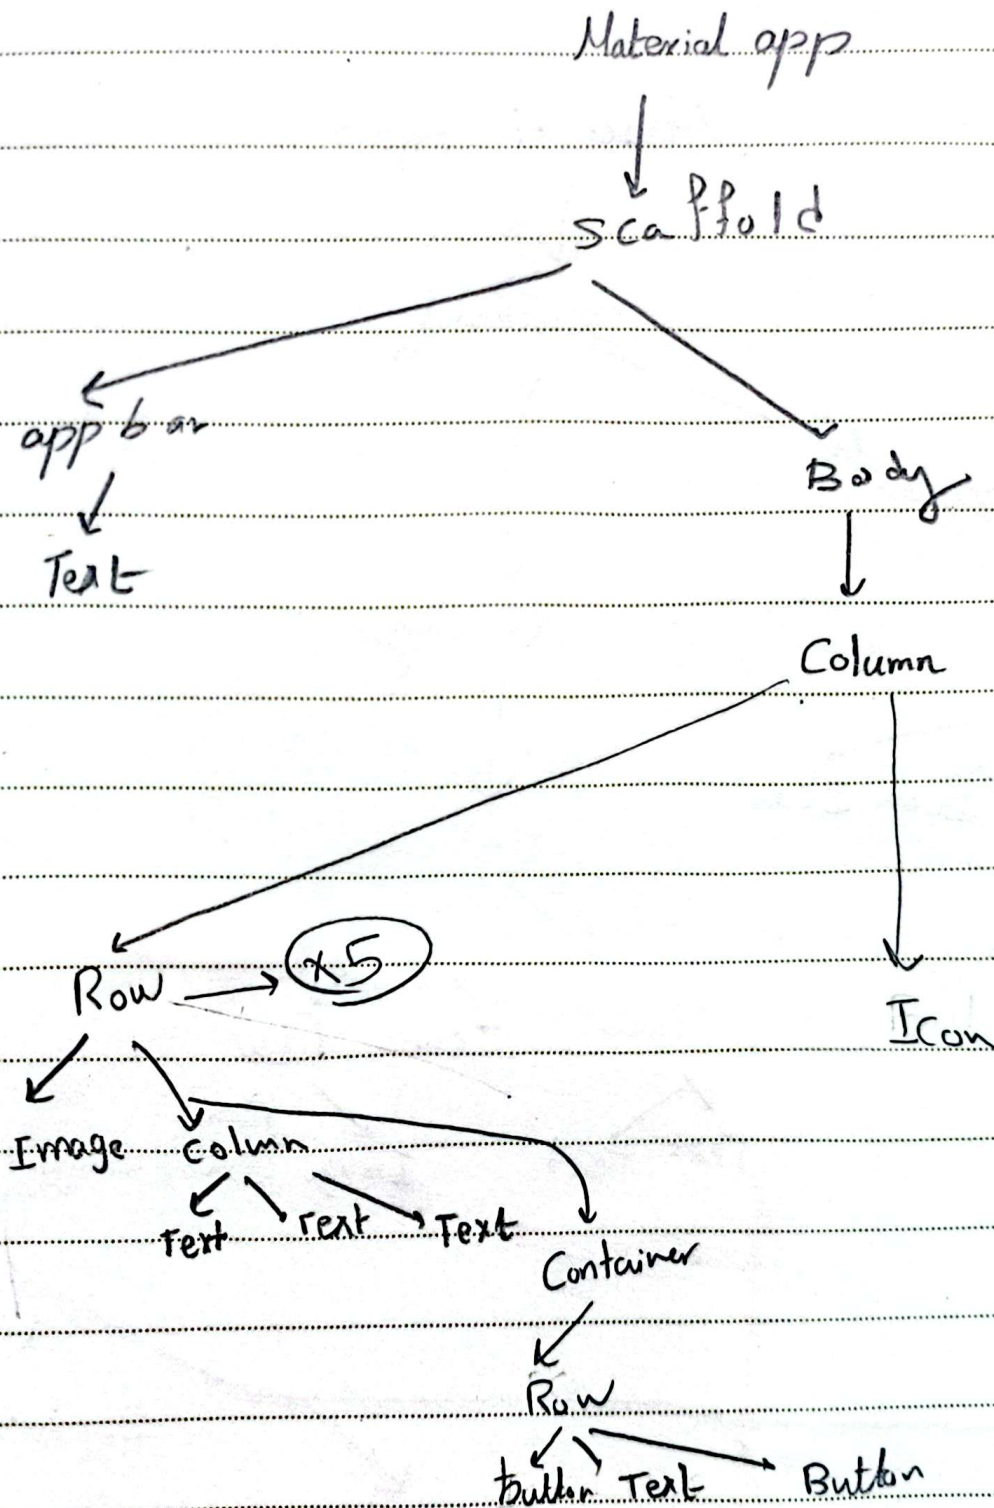 Material app
Scaffold
app bar
Body
Text
Column
Row
x5
Icon
Image
Column
Text
Text
Text
Container
Row
button
Text
Button